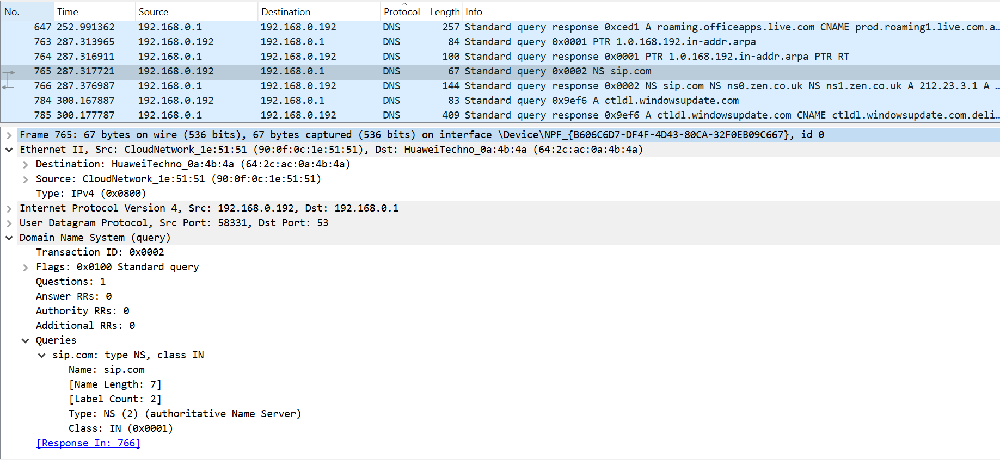 No. Time Source Destination Protocol Length Info
647 252.991362 192.168.0.1 192.168.0.192 DNS 257 Standard query response 0xced1 A roaming.officeapps.live.com CNAME prod.roaming1.live.com.a…
763 287.313965 192.168.0.192 192.168.0.1 DNS 84 Standard query 0x0001 PTR 1.0.168.192.in-addr.arpa
764 287.316911 192.168.0.1 192.168.0.192 DNS 100 Standard query response 0x0001 PTR 1.0.168.192.in-addr.arpa PTR RT
765 287.317721 192.168.0.192 192.168.0.1 DNS 67 Standard query 0x0002 NS sip.com
766 287.376987 192.168.0.1 192.168.0.192 DNS 144 Standard query response 0x0002 NS sip.com NS ns0.zen.co.uk NS ns1.zen.co.uk A 212.23.3.1 A …
784 300.167887 192.168.0.192 192.168.0.1 DNS 83 Standard query 0x9ef6 A ctldl.windowsupdate.com
785 300.177787 192.168.0.1 192.168.0.192 DNS 409 Standard query response 0x9ef6 A ctldl.windowsupdate.com CNAME ctldl.windowsupdate.com.deli…
Frame 765: 67 bytes on wire (536 bits), 67 bytes captured (536 bits) on interface \Device\NPF_{B606C6D7-DF4F-4D43-80CA-32F0EB09C667}, id 0
Ethernet II, Src: CloudNetwork_1e:51:51 (90:0f:0c:1e:51:51), Dst: HuaweiTechno_0a:4b:4a (64:2c:ac:0a:4b:4a)
Destination: HuaweiTechno_0a:4b:4a (64:2c:ac:0a:4b:4a)
Source: CloudNetwork_1e:51:51 (90:0f:0c:1e:51:51)
Type: IPv4 (0x0800)
Internet Protocol Version 4, Src: 192.168.0.192, Dst: 192.168.0.1
User Datagram Protocol, Src Port: 58331, Dst Port: 53
Domain Name System (query)
Transaction ID: 0x0002
Flags: 0x0100 Standard query
Questions: 1
Answer RRs: 0
Authority RRs: 0
Additional RRs: 0
Queries
sip.com: type NS, class IN
Name: sip.com
[Name Length: 7]
[Label Count: 2]
Type: NS (2) (authoritative Name Server)
Class: IN (0x0001)
[Response In: 766]